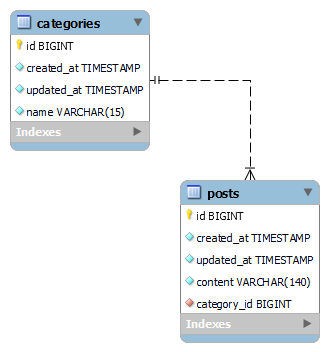 categories
id BIGINT
created_at TIMESTAMP
updated_at TIMESTAMP
name VARCHAR(15)
Indexes
posts
id BIGINT
created_at TIMESTAMP
updated_at TIMESTAMP
content VARCHAR(140)
category_id BIGINT
Indexes